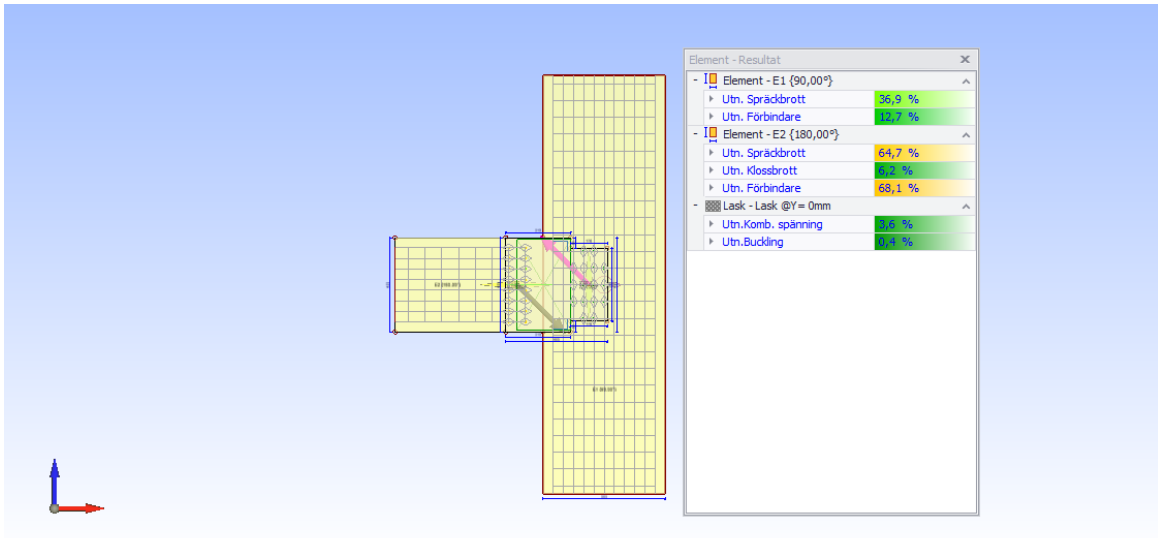 Element - Resultat
- Element - E1 {90,00°}
Utn. Spräckbrott 36,9 %
Utn. Förbindare 12,7 %
- Element - E2 {180,00°}
Utn. Spräckbrott 64,7 %
Utn. Klossbrott 6,2 %
Utn. Förbindare 68,1 %
- Lask - Lask @Y= 0mm
Utn.Komb. spänning 3,6 %
Utn.Buckling 0,4 %